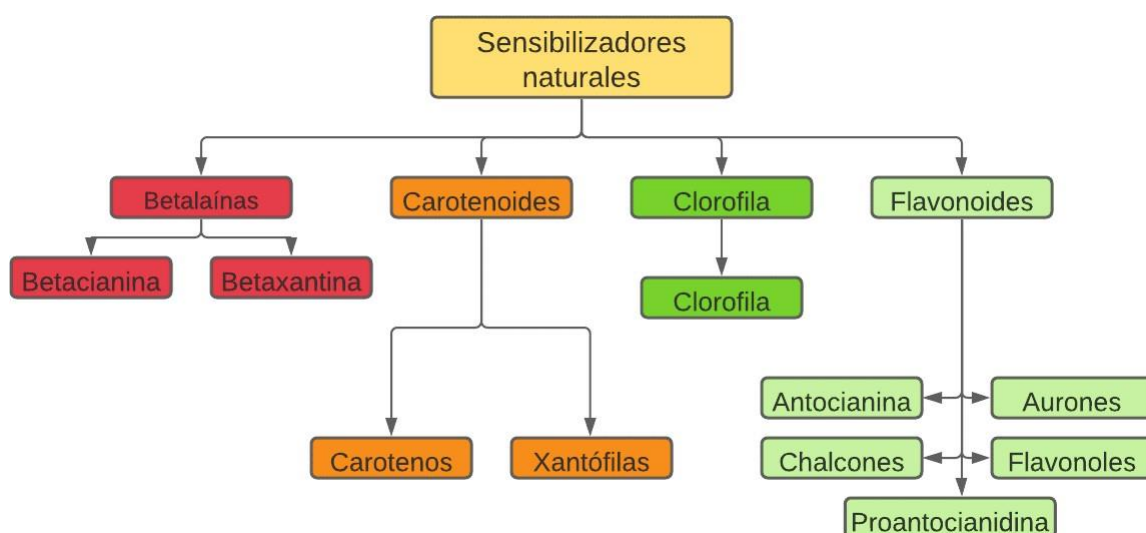 Sensibilizadores
naturales
Betalaínas
Carotenoides
Clorofila
Flavonoides
Betacianina
Betaxantina
Clorofila
Antocianina
Aurones
Carotenos
Xantófilas
Chalcones
Flavonoles
Proantocianidina